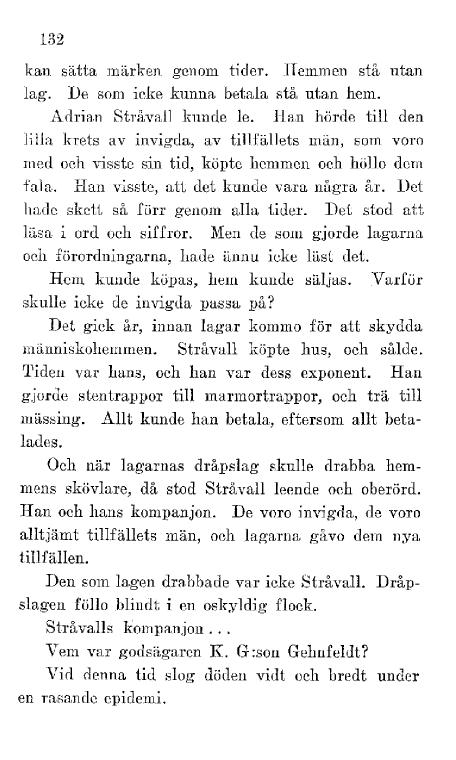 132
kan sätta märken genom tider. Hemmen stå utan
lag. De som icke kunna betala stå utan hem.
Adrian Stråvall kunde le. Han hörde till den
lilla krets av invigda, av tillfällets män, som voro
med och visste sin tid, köpte hemmen och höllo dem
fala. Han visste, att det kunde vara några år. Det
hade skett så förr genom alla tider. Det stod att
läsa i ord och siffror. Men de som gjorde lagarna
och förordningarna, hade ännu icke läst det.
Hem kunde köpas, hem kunde säljas. Varför
skulle icke de invigda passa på?
Det gick år, innan lagar kommo för att skydda
människohemmen. Stråvall köpte hus, och sålde.
Tiden var hans, och han var dess exponent. Han
gjorde stentrappor till marmortrappor, och trä till
mässing. Allt kunde han betala, eftersom allt beta-
lades.
Och när lagarnas dråpslag skulle drabba hem-
mens skövlare, då stod Stråvall leende och oberörd.
Han och hans kompanjon. De voro invigda, de voro
alltjämt tillfällets män, och lagarna gåvo dem nya
tillfällen.
Den som lagen drabbade var icke Stråvall. Dråp-
slagen föllo blindt i en oskyldig flock.
Stråvalls kompanjon...
Vem var godsägaren K. G:son Gehnfeldt?
Vid denna tid slog döden vidt och bredt under
en rasande epidemi.